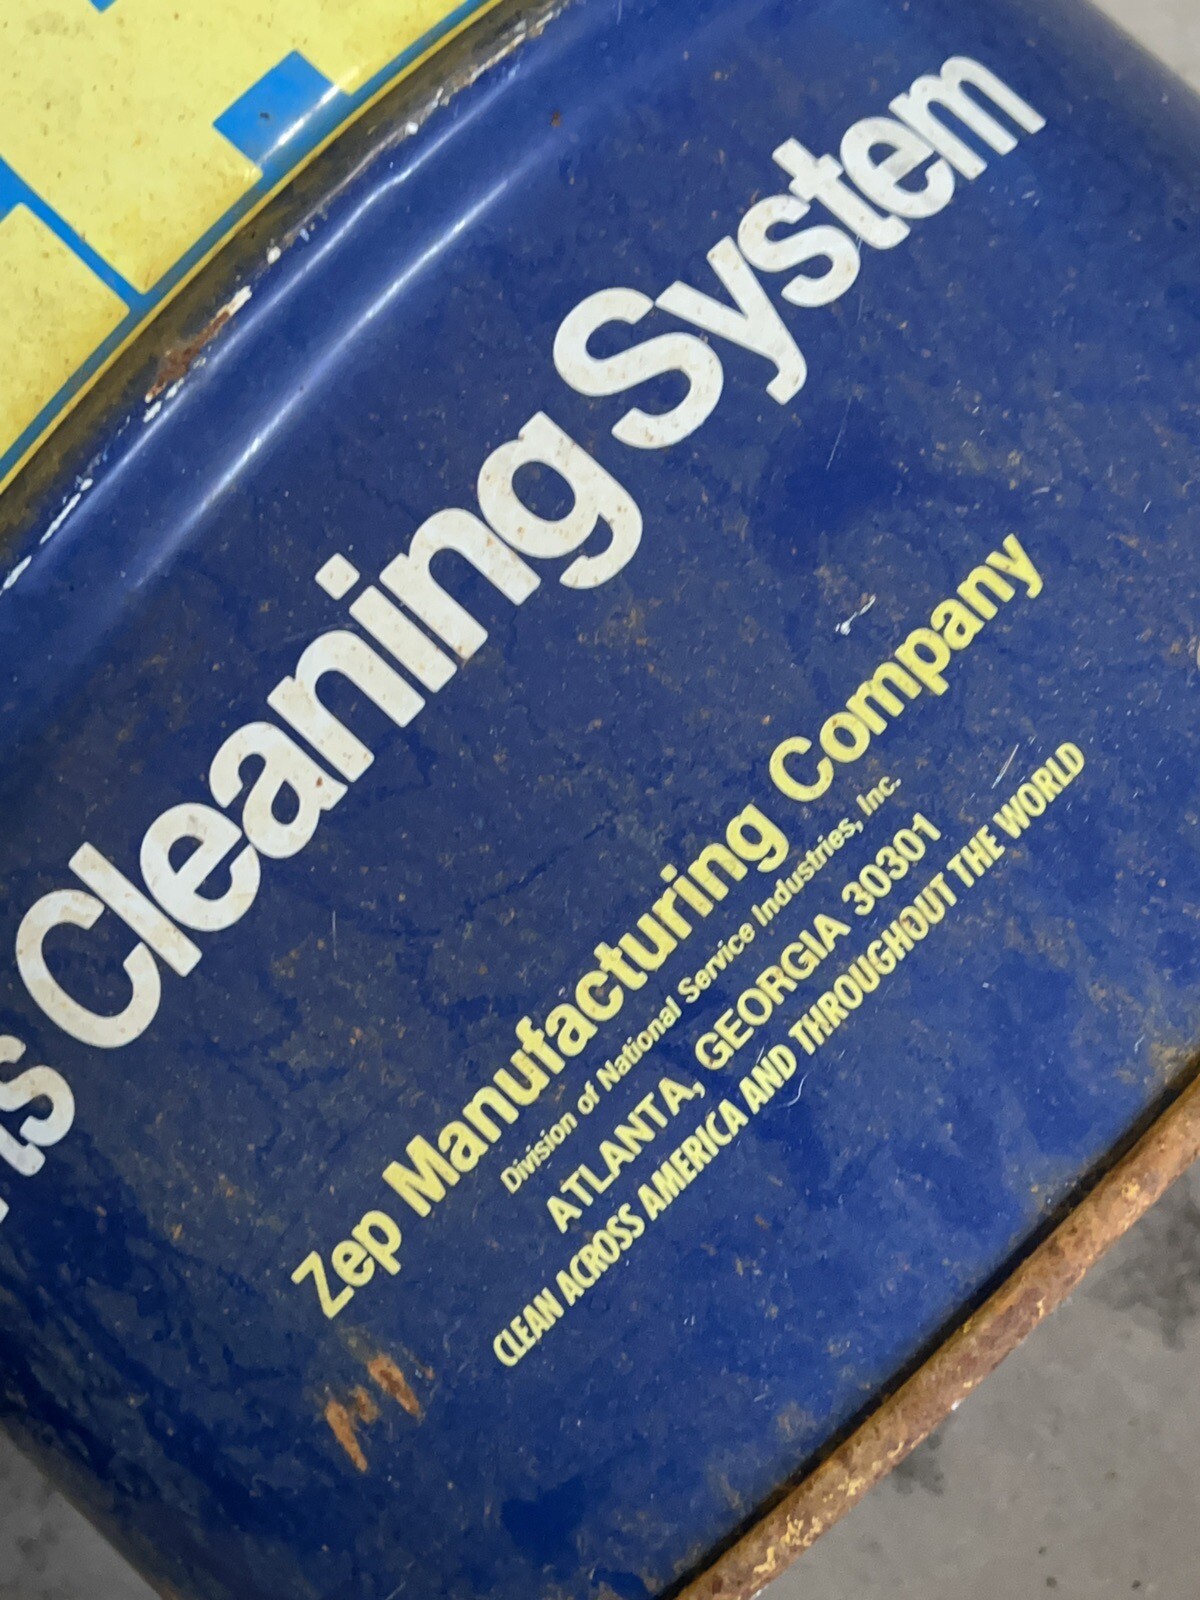 Cleaning System
Zep Manufacturing Company
Division of National Service Industries, Inc.
ATLANTA, GEORGIA 30301
CLEAN ACROSS AMERICA AND THROUGHOUT THE WORLD